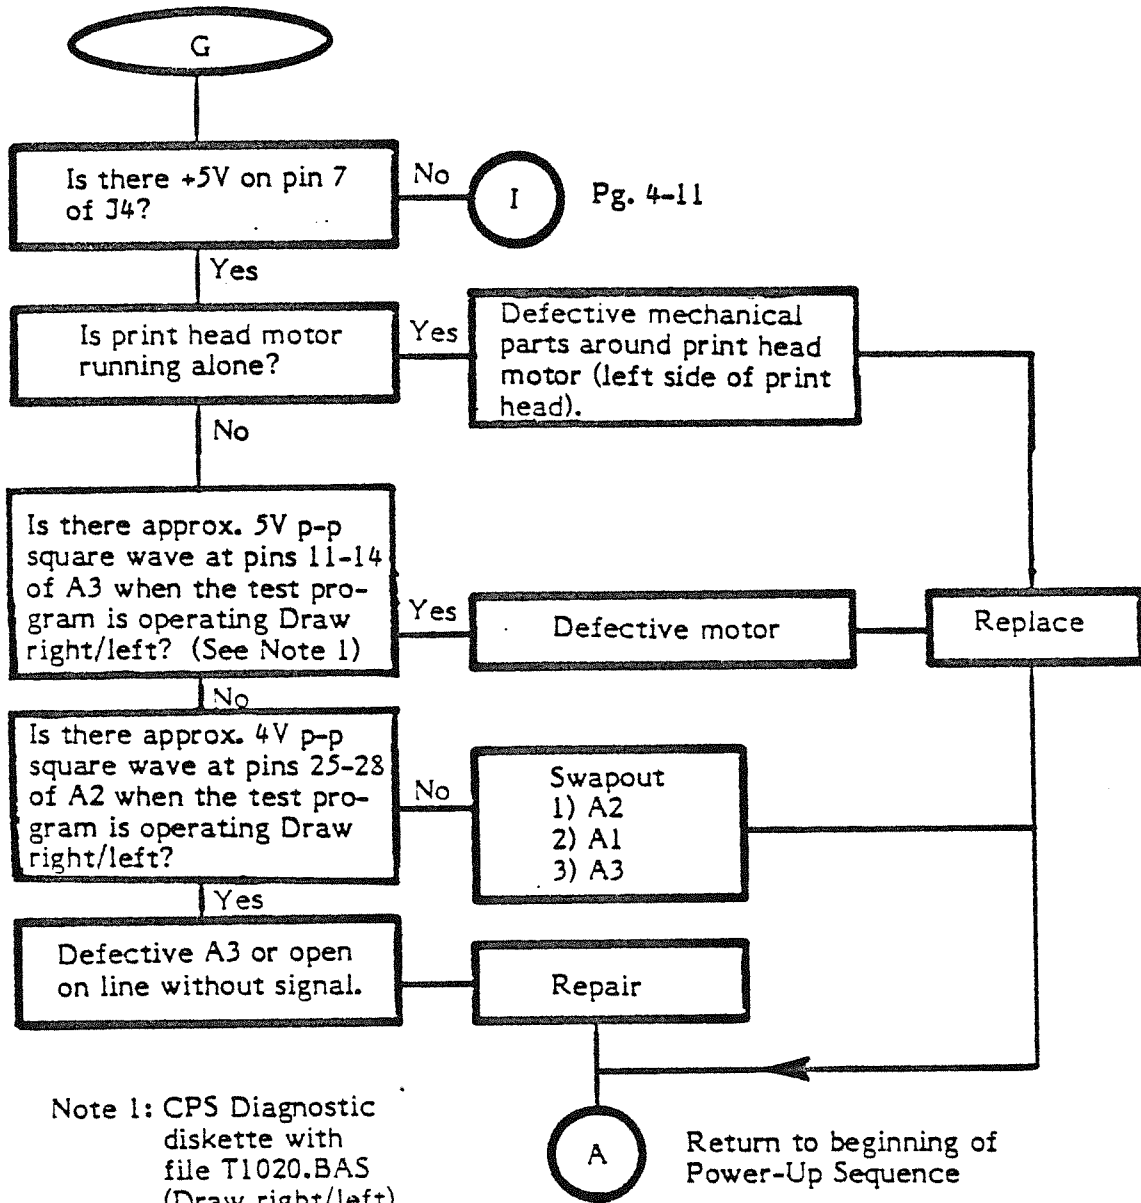 G
Is there +5V on pin 7
of J4?
No
I
Pg. 4-11
Yes
Is print head motor
running alone?
Yes
Defective mechanical
parts around print head
motor (left side of print
head).
No
Is there approx. 5V p-p
square wave at pins 11-14
of A3 when the test pro-
gram is operating Draw
right/left? (See Note 1)
Yes
Defective motor
Replace
No
Is there approx. 4V p-p
square wave at pins 25-28
of A2 when the test pro-
gram is operating Draw
right/left?
No
Swapout
1) A2
2) A1
3) A3
Yes
Defective A3 or open
on line without signal.
Repair
Note 1: CPS Diagnostic
diskette with
file T1020.BAS
(Draw right/left)
A
Return to beginning of
Power-Up Sequence